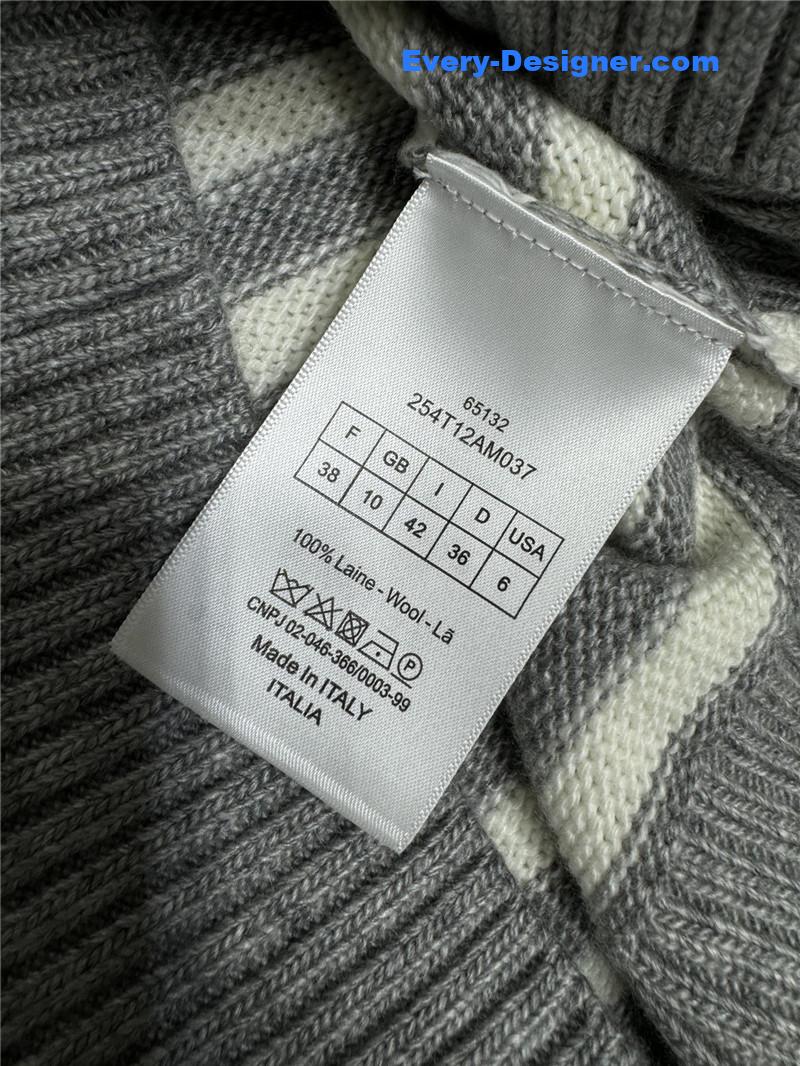 Every-Designer.com
65132
254T12AM037
F GB I D USA
38 10 42 36 6
100% Laine - Wool - Lã
P
CNPJ 02-046-366/0003-99
Made in ITALY
ITALIA